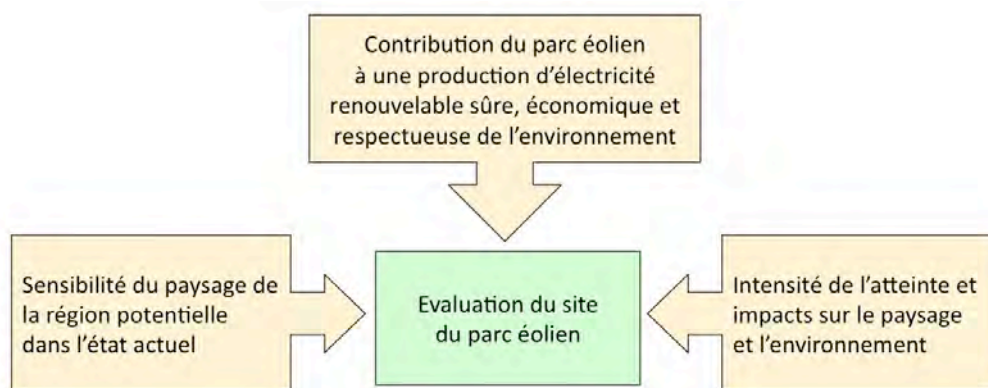 Contribution du parc éolien
à une production d'électricité
renouvelable sûre, économique et
respectueuse de l'environnement
Sensibilité du paysage de
la région potentielle
dans l'état actuel
Evaluation du site
du parc éolien
Intensité de l'atteinte et
impacts sur le paysage
et l'environnement